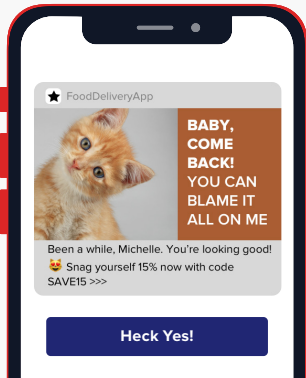 FoodDeliveryApp
BABY,
COME
BACK!
YOU CAN
BLAME IT
ALL ON ME
Been a while, Michelle. You're looking good!
😻 Snag yourself 15% now with code
SAVE15 >>>
Heck Yes!